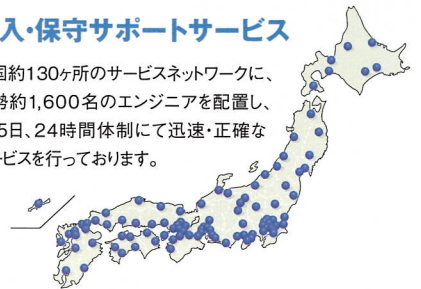 入・保守サポートサービス
国約130ヶ所のサービスネットワークに、
勢約1,600名のエンジニアを配置し、
5日、24時間体制にて迅速・正確な
ービスを行っております。